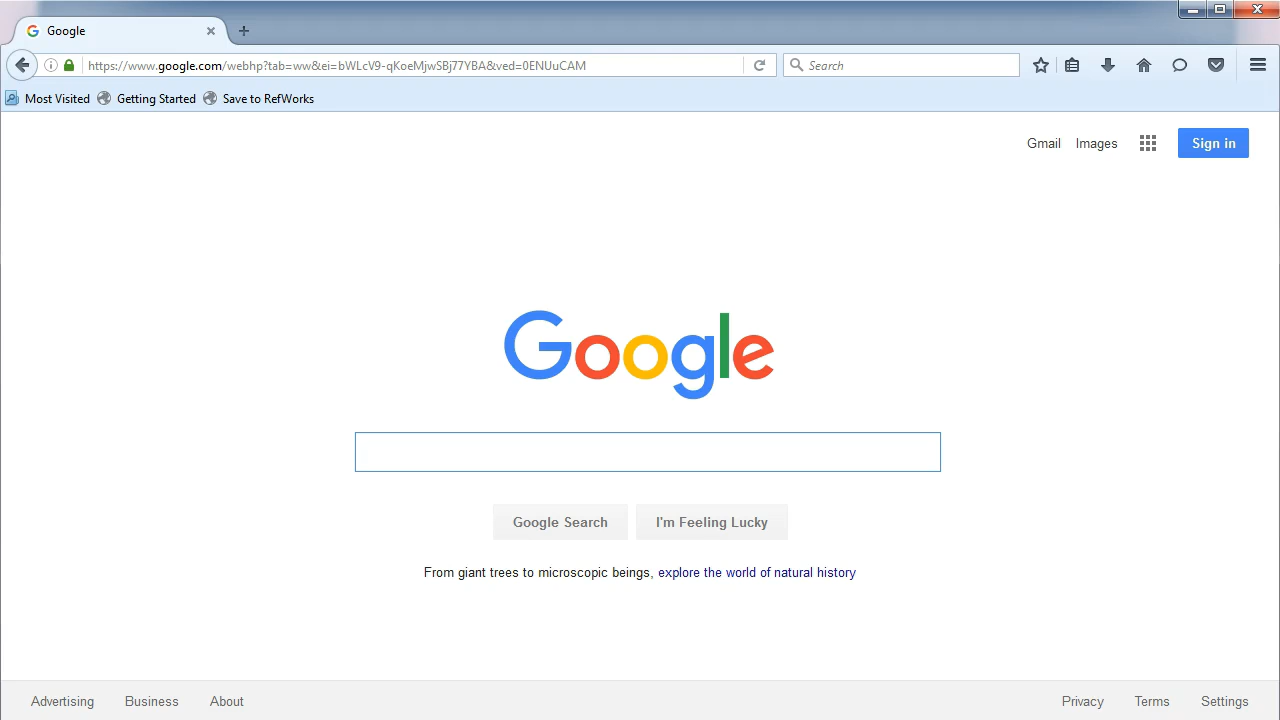 Google
https://www.google.com/webhp?tab=ww&ei=bWLcV9-qKoeMjwSBj77YBA&ved=0ENUuCAM
Search
Most Visited Getting Started Save to RefWorks
Gmail Images Sign in
Google
Google Search I'm Feeling Lucky
From giant trees to microscopic beings, explore the world of natural history
Advertising Business About Privacy Terms Settings